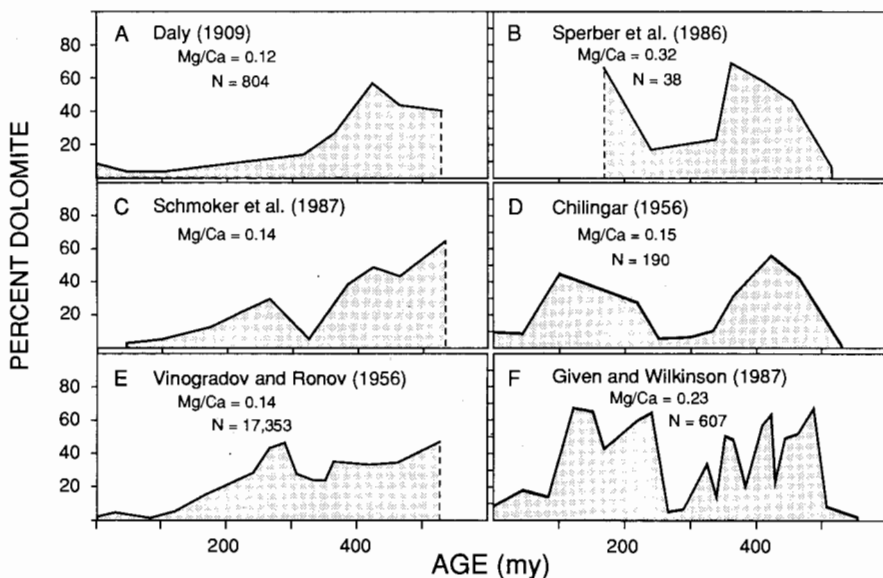 PERCENT DOLOMITE
80
60
40
20
A Daly (1909)
Mg/Ca = 0.12
N = 804
B Sperber et al. (1986)
Mg/Ca = 0.32
N = 38
80
60
40
20
C Schmoker et al. (1987)
Mg/Ca = 0.14
D Chilingar (1956)
Mg/Ca = 0.15
N = 190
80
60
40
20
E Vinogradov and Ronov (1956)
Mg/Ca = 0.14
N = 17,353
F Given and Wilkinson (1987)
Mg/Ca = 0.23
N = 607
200 400 200 400
AGE (my)